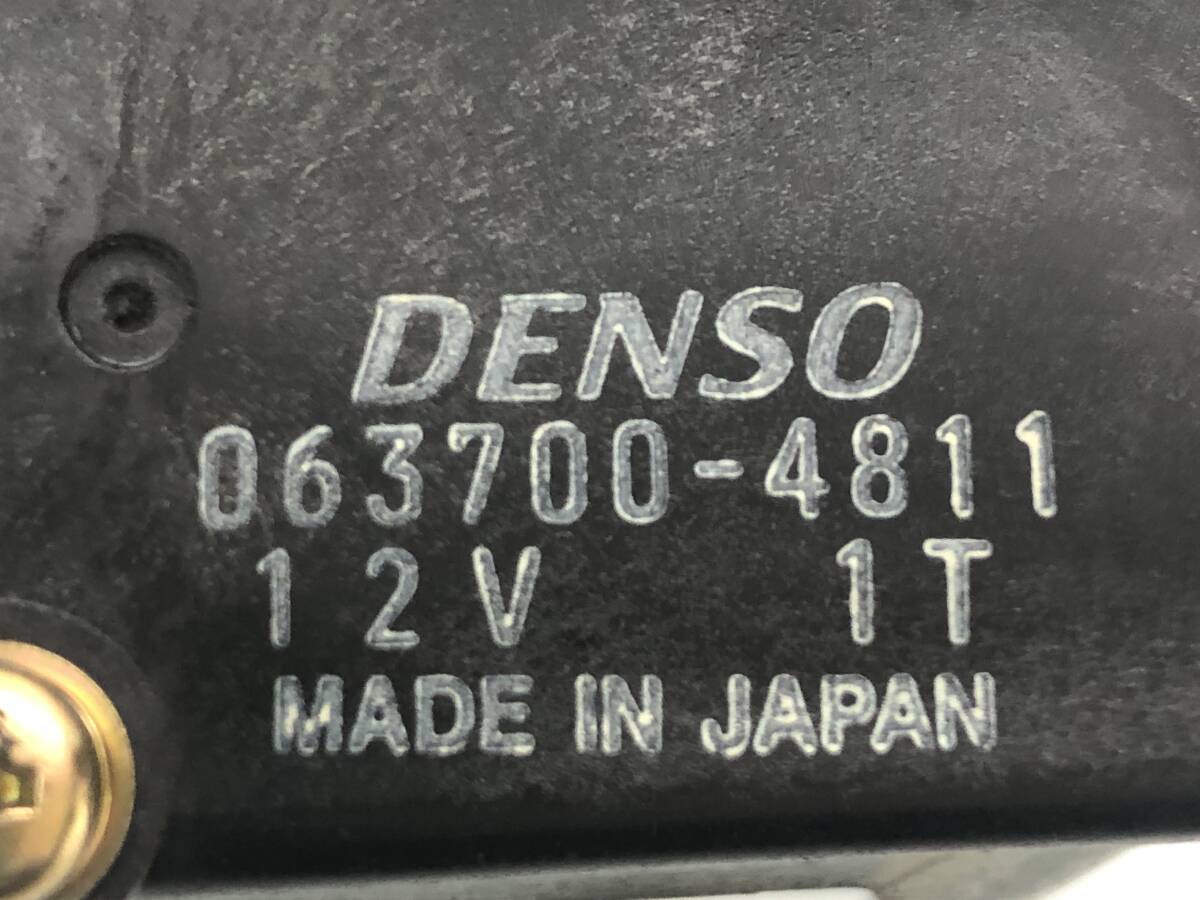 DENSO
063700-4811
12V 1T
MADE IN JAPAN